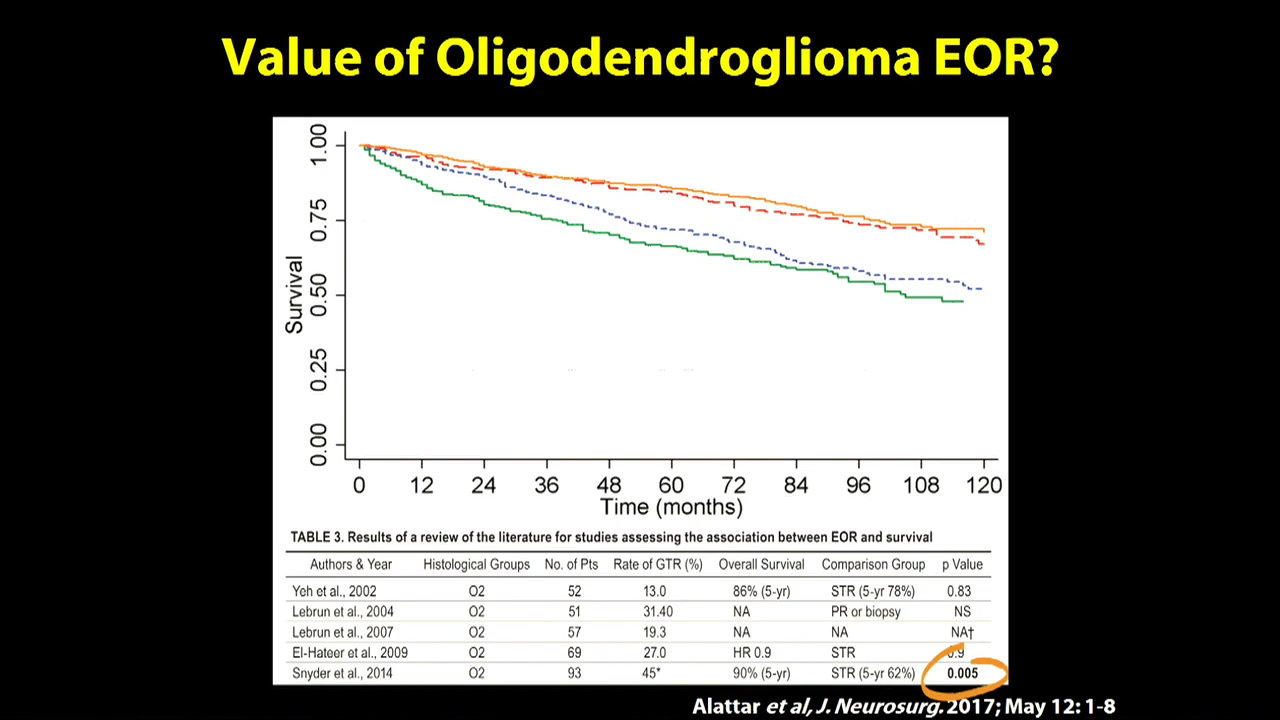 Value of Oligodendroglioma EOR?
Survival
1.00
0.75
0.50
0.25
0.00
0 12 24 36 48 60 72 84 96 108 120
Time (months)
TABLE 3. Results of a review of the literature for studies assessing the association between EOR and survival
Authors & Year Histological Groups No. of Pts Rate of GTR (%) Overall Survival Comparison Group p Value
Yeh et al., 2002 O2 52 13.0 86% (5-yr) STR (5-yr 78%) 0.83
Lebrun et al., 2004 O2 51 31.40 NA PR or biopsy NS
Lebrun et al., 2007 O2 57 19.3 NA NA NA†
El-Hateer et al., 2009 O2 69 27.0 HR 0.9 STR 0.9
Snyder et al., 2014 O2 93 45* 90% (5-yr) STR (5-yr 62%) 0.005
Alattar et al, J. Neurosurg. 2017; May 12: 1-8